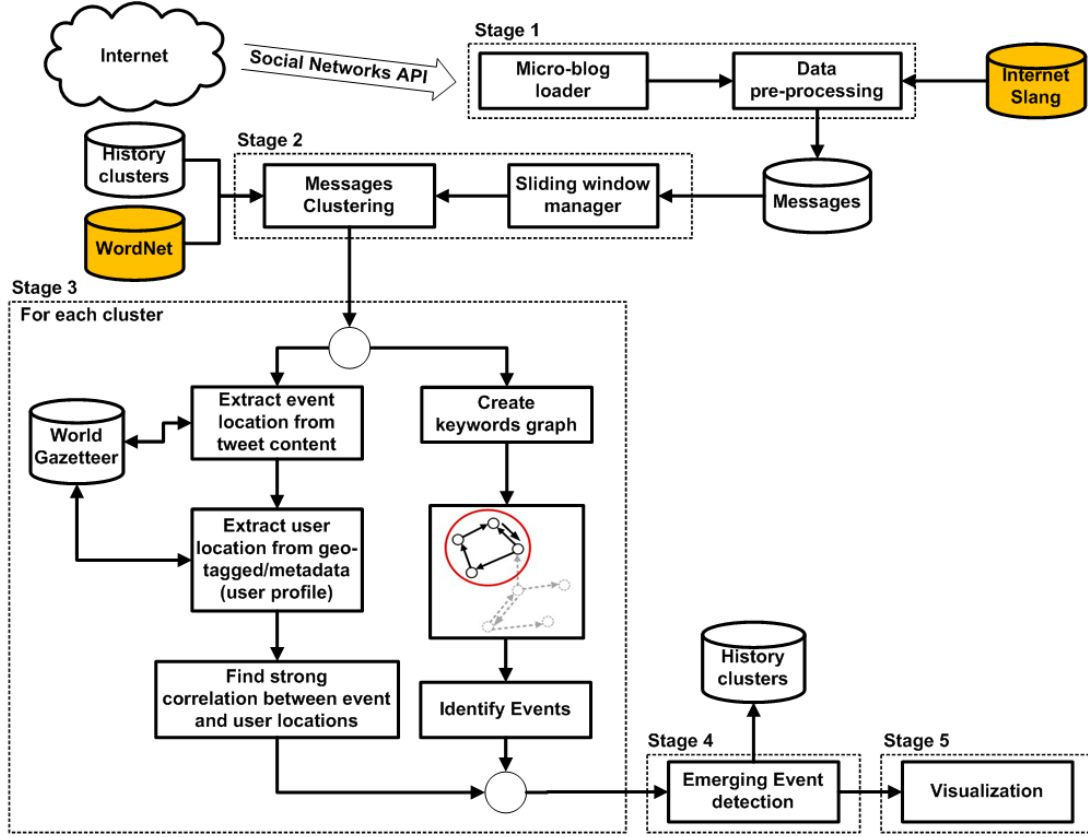 Internet
Social Networks API
Stage 1
Micro-blog
loader
Data
pre-processing
Internet
Slang
History
clusters
WordNet
Stage 2
Messages
Clustering
Sliding window
manager
Messages
Stage 3
For each cluster
World
Gazetteer
Extract event
location from
tweet content
Extract user
location from geo-
tagged/metadata
(user profile)
Find strong
correlation between event
and user locations
Create
keywords graph
Identify Events
History
clusters
Stage 4
Emerging Event
detection
Stage 5
Visualization